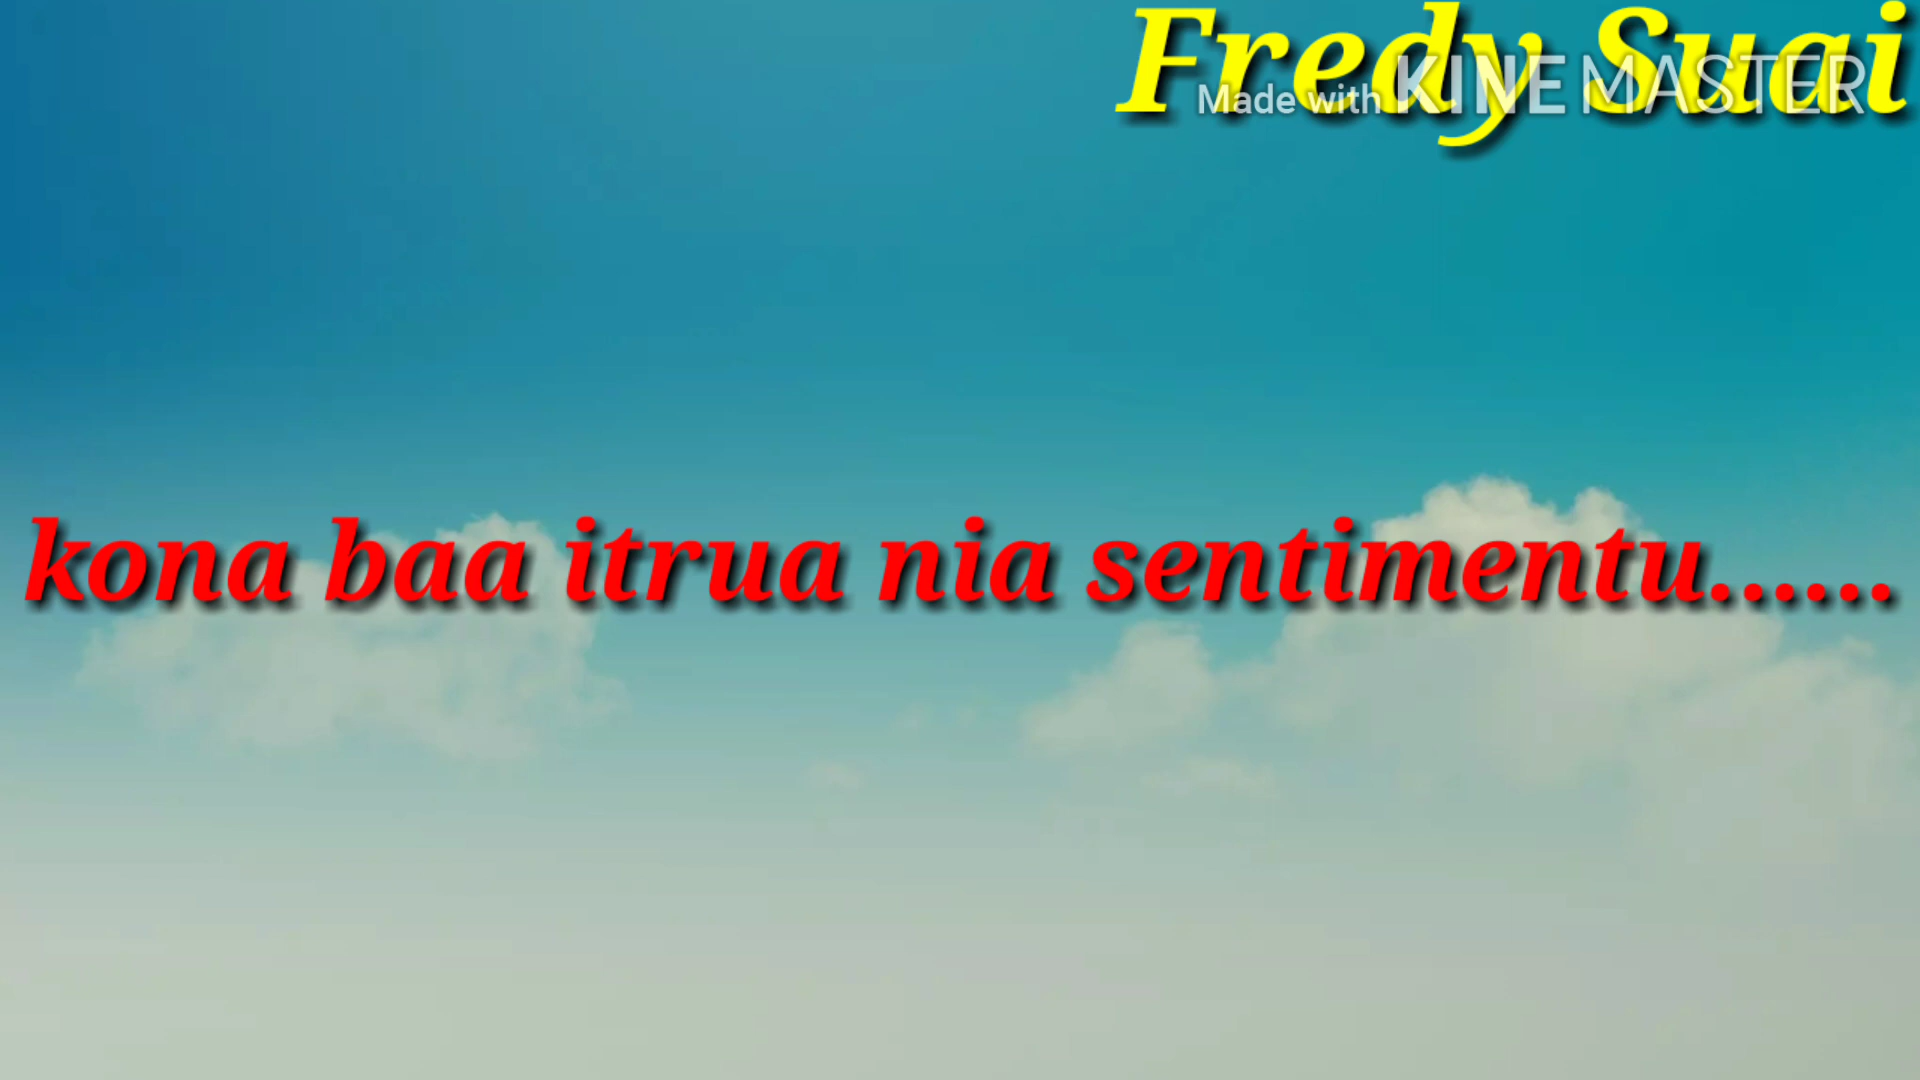 Fredy Suai
Made with KINEMASTER
kona baa itrua nia sentimentu......